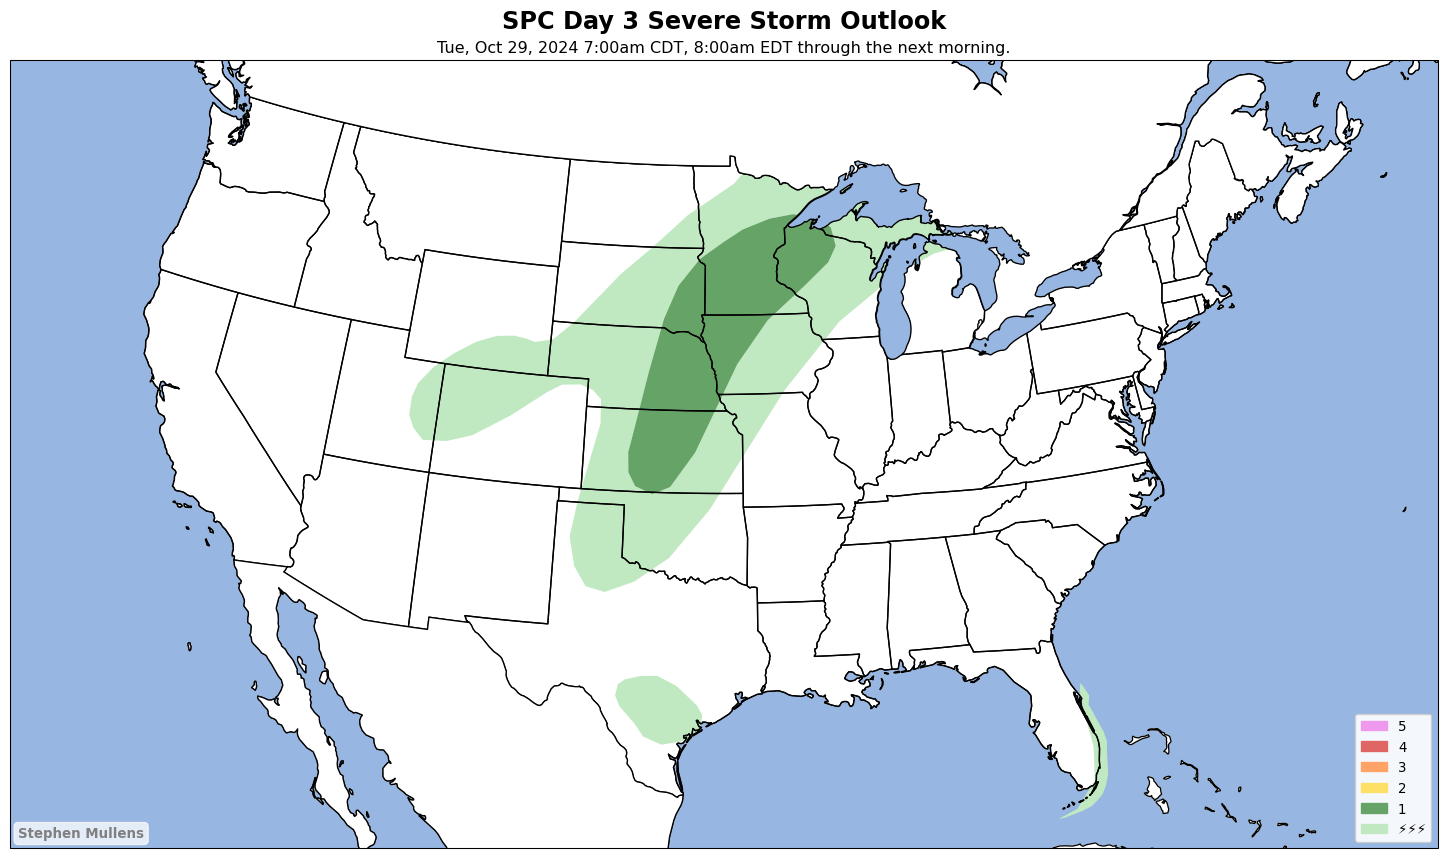 SPC Day 3 Severe Storm Outlook
Tue, Oct 29, 2024 7:00am CDT, 8:00am EDT through the next morning.
5
4
3
2
1
⚡⚡⚡
Stephen Mullens